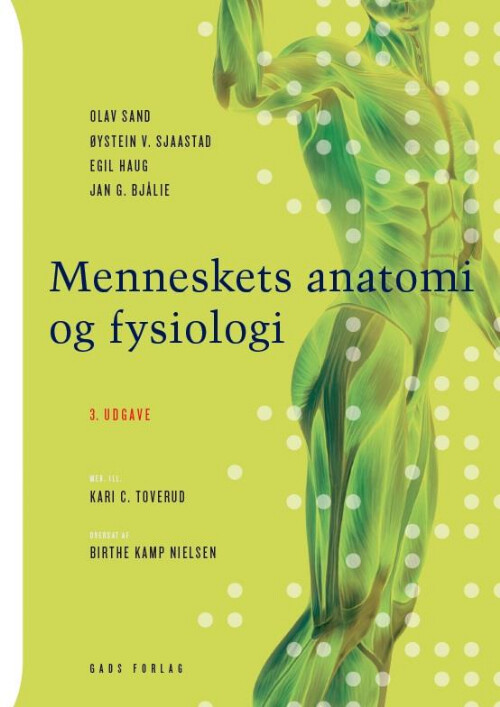 OLAV SAND
ØYSTEIN V. SJAASTAD
EGIL HAUG
JAN G. BJÅLIE
Menneskets anatomi
og fysiologi
3. UDGAVE
MED. ILL.
KARI C. TOVERUD
OVERSAT AF
BIRTHE KAMP NIELSEN
GADS FORLAG